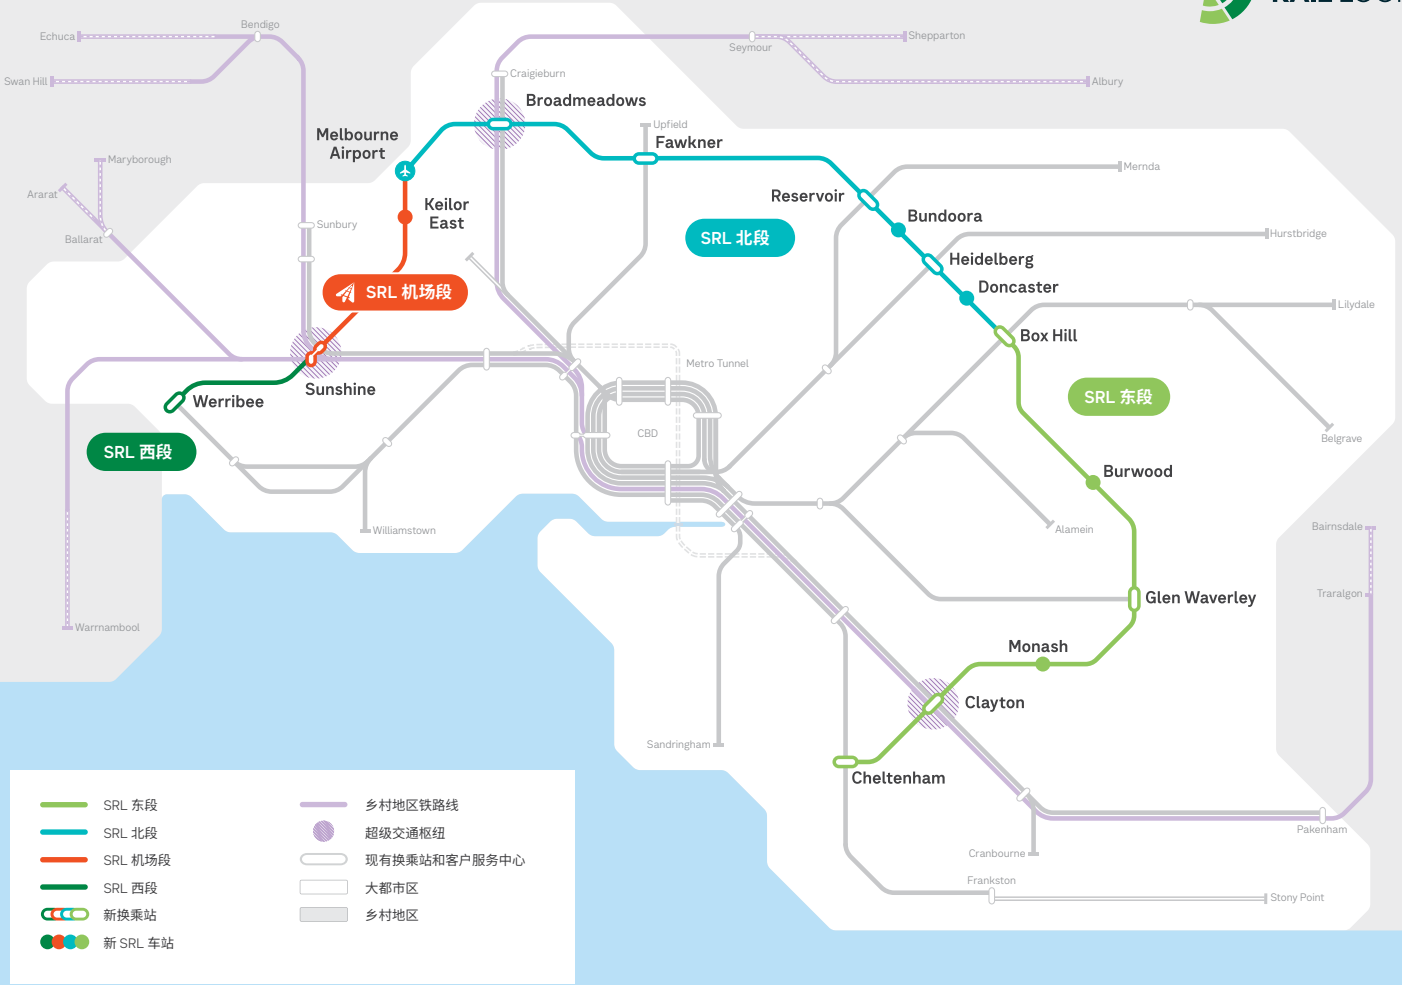 RAIL LOOP
Echuca
Bendigo
Swan Hill
Seymour
Shepparton
Albury
Craigieburn
Broadmeadows
Melbourne
Airport
Upfield
Fawkner
Maryborough
Ararat
Ballarat
Mernda
Reservoir
Keilor
East
Bundoora
Sunbury
SRL 北段
Hurstbridge
Heidelberg
Doncaster
SRL 机场段
Lilydale
Box Hill
Metro Tunnel
Sunshine
Werribee
SRL 东段
CBD
Belgrave
SRL 西段
Burwood
Williamstown
Alamein
Bairnsdale
Traralgon
Glen Waverley
Warrnambool
Monash
Clayton
Sandringham
Cheltenham
Pakenham
Cranbourne
Frankston
Stony Point
SRL 东段
SRL 北段
SRL 机场段
SRL 西段
新换乘站
新 SRL 车站
乡村地区铁路线
超级交通枢纽
现有换乘站和客户服务中心
大都市区
乡村地区